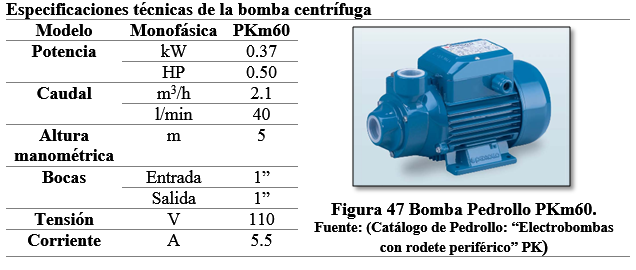 Especificaciones técnicas de la bomba centrífuga
Modelo Monofásica PKm60
Potencia kW 0.37
HP 0.50
Caudal m³/h 2.1
l/min 40
Altura manométrica m 5
Bocas Entrada 1”
Salida 1”
Tensión V 110
Corriente A 5.5
Figura 47 Bomba Pedrollo PKm60.
Fuente: (Catálogo de Pedrollo: “Electrobombas
con rodete periférico” PK)